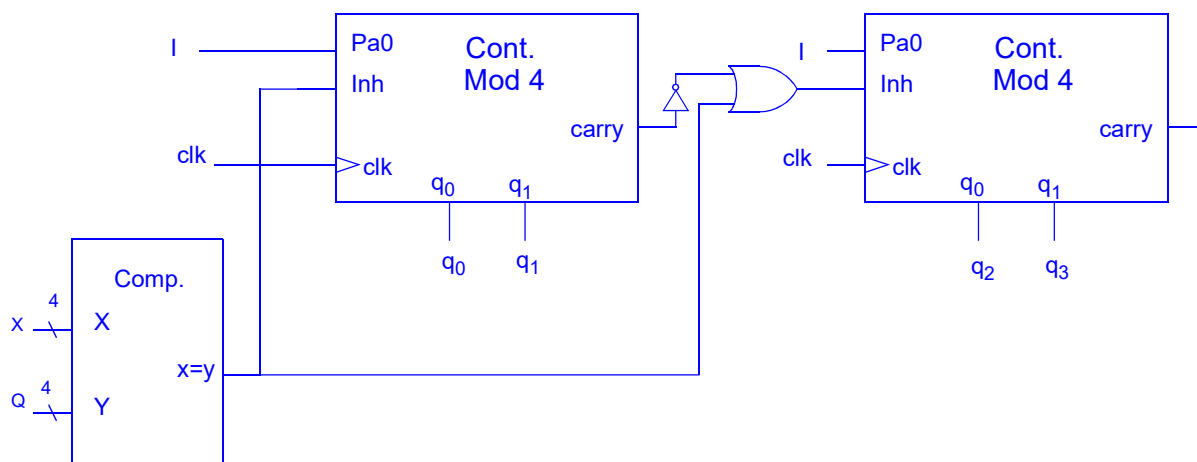 I
Pa0
Cont.
Mod 4
Inh
carry
clk
clk
q0
q1
q0
q1
I
Pa0
Cont.
Mod 4
Inh
carry
clk
clk
q0
q1
q2
q3
Comp.
4
X
X
x=y
4
Q
Y